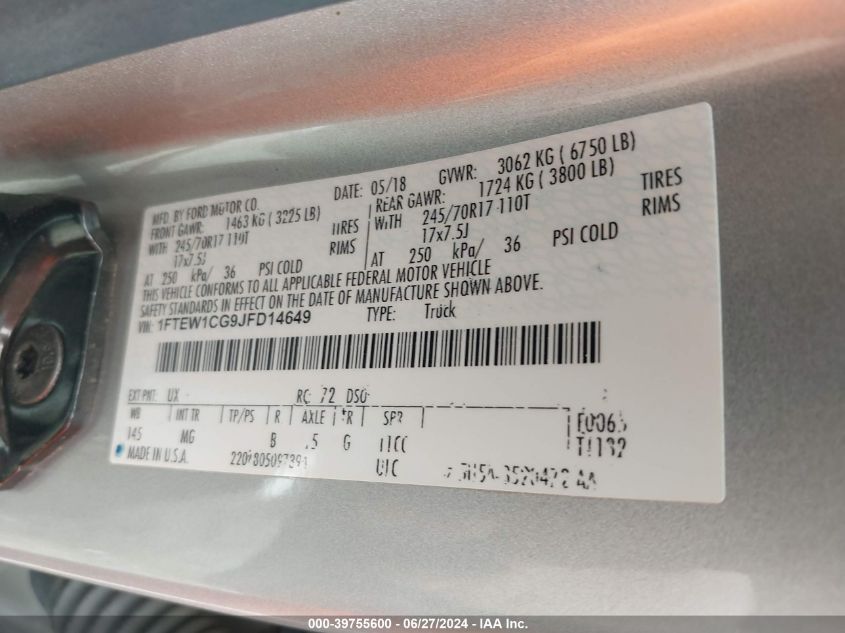 MFD. BY FORD MOTOR CO.
DATE: 05/18 GVWR: 3062 KG ( 6750 LB)
FRONT GAWR: 1463 KG ( 3225 LB)
REAR GAWR: 1724 KG ( 3800 LB)
WITH 245/70R17 110T TIRES
WITH 245/70R17 110T TIRES
17x7.5J RIMS
17x7.5J RIMS
AT 250 kPa/ 36 PSI COLD
AT 250 kPa/ 36 PSI COLD
THIS VEHICLE CONFORMS TO ALL APPLICABLE FEDERAL MOTOR VEHICLE
SAFETY STANDARDS IN EFFECT ON THE DATE OF MANUFACTURE SHOWN ABOVE.
VIN: 1FTEW1CG9JFD14649 TYPE: Truck
EXT PNT: UX RC: 72 DSO:
WB INT TR TP/PS R AXLE TR SPR
145 MG B G
MADE IN U.S.A.
000-39755600 - 06/27/2024 - IAA Inc.